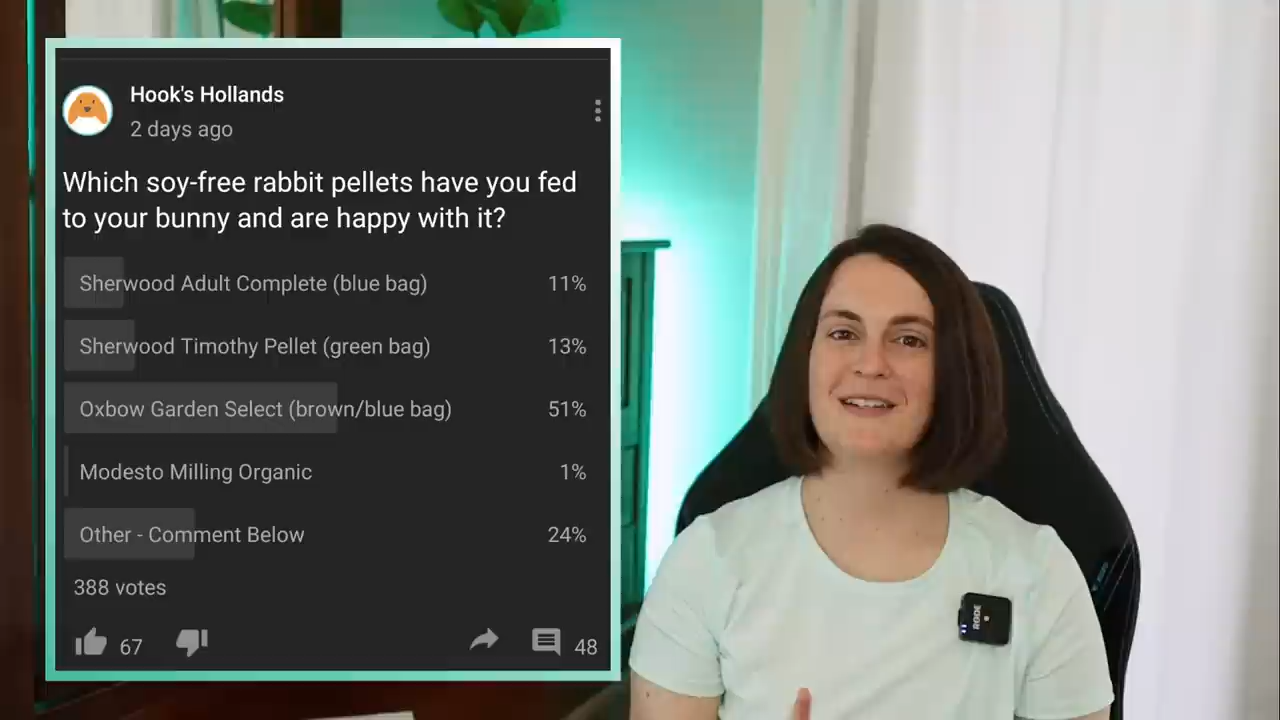 Hook's Hollands
2 days ago
Which soy-free rabbit pellets have you fed
to your bunny and are happy with it?
Sherwood Adult Complete (blue bag) 11%
Sherwood Timothy Pellet (green bag) 13%
Oxbow Garden Select (brown/blue bag) 51%
Modesto Milling Organic 1%
Other - Comment Below 24%
388 votes
67
48
RODE